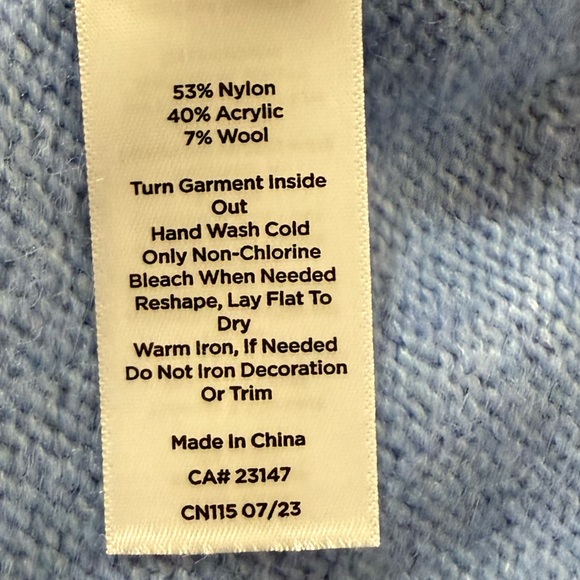 53% Nylon
40% Acrylic
7% Wool
Turn Garment Inside
Out
Hand Wash Cold
Only Non-Chlorine
Bleach When Needed
Reshape, Lay Flat To
Dry
Warm Iron, If Needed
Do Not Iron Decoration
Or Trim
Made In China
CA# 23147
CN115 07/23